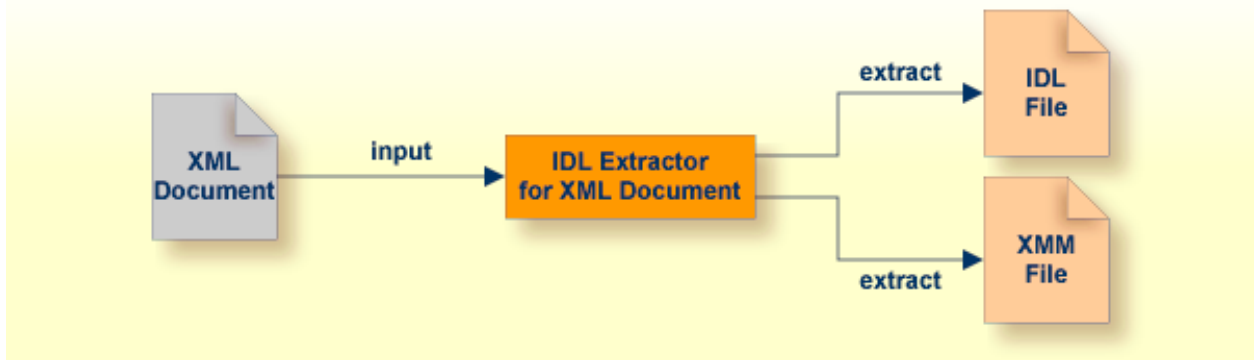 XML
Document
input
IDL Extractor
for XML Document
extract
IDL
File
extract
XMM
File